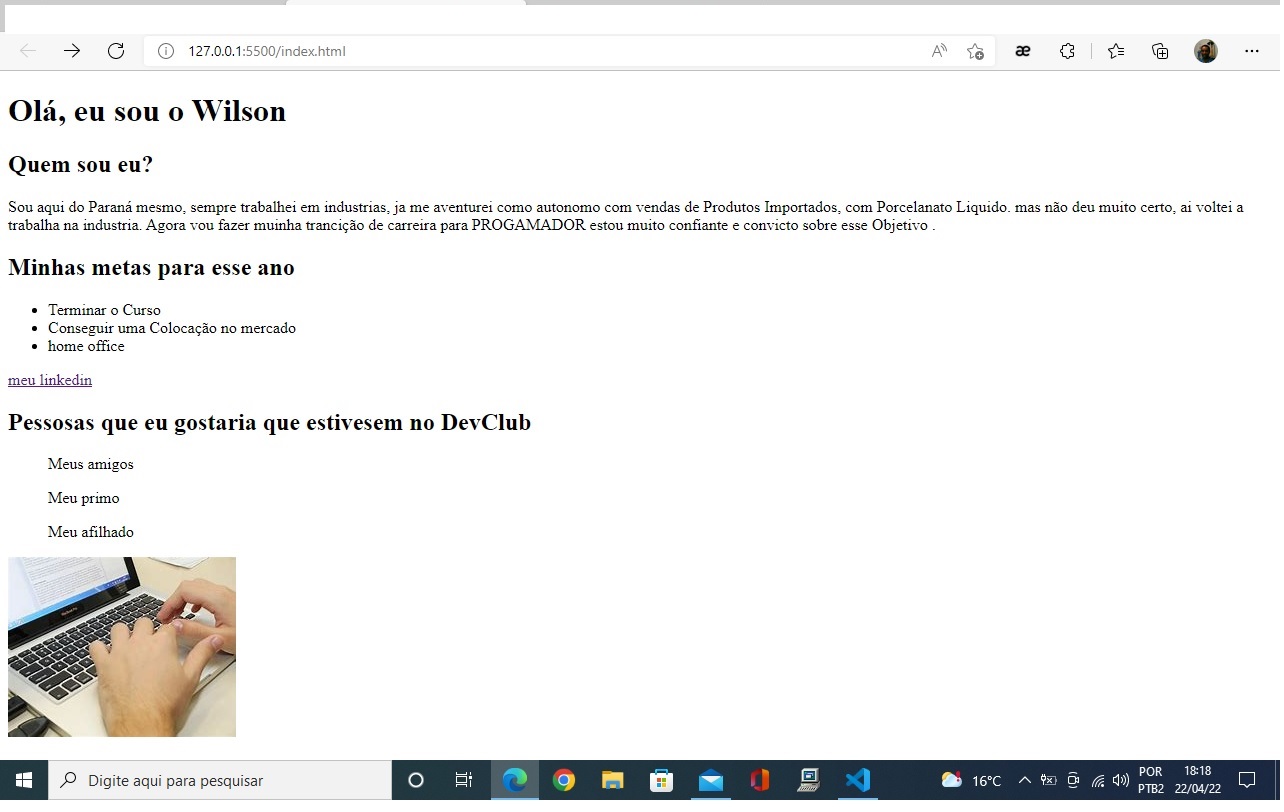 127.0.0.1:5500/index.html
Olá, eu sou o Wilson
Quem sou eu?
Sou aqui do Paraná mesmo, sempre trabalhei em industrias, ja me aventurei como autonomo com vendas de Produtos Importados, com Porcelanato Liquido. mas não deu muito certo, ai voltei a
trabalha na industria. Agora vou fazer muinha trancição de carreira para PROGAMADOR estou muito confiante e convicto sobre esse Objetivo .
Minhas metas para esse ano
Terminar o Curso
Conseguir uma Colocação no mercado
home office
meu linkedin
Pessosas que eu gostaria que estivesem no DevClub
Meus amigos
Meu primo
Meu afilhado
Digite aqui para pesquisar
16°C
POR
PTB2
18:18
22/04/22